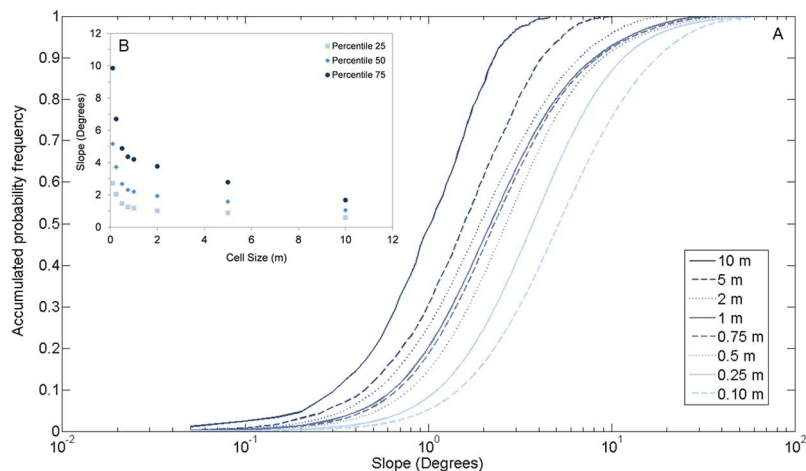 1
0.9
0.8
0.7
0.6
0.5
0.4
0.3
0.2
0.1
0
Accumulated probability frequency
A
B
12
10
8
6
4
2
0
Slope (Degrees)
Percentile 25
Percentile 50
Percentile 75
0 2 4 6 8 10 12
Cell Size (m)
10 m
5 m
2 m
1 m
0.75 m
0.5 m
0.25 m
0.10 m
10⁻² 10⁻¹ 10⁰ 10¹ 10²
Slope (Degrees)